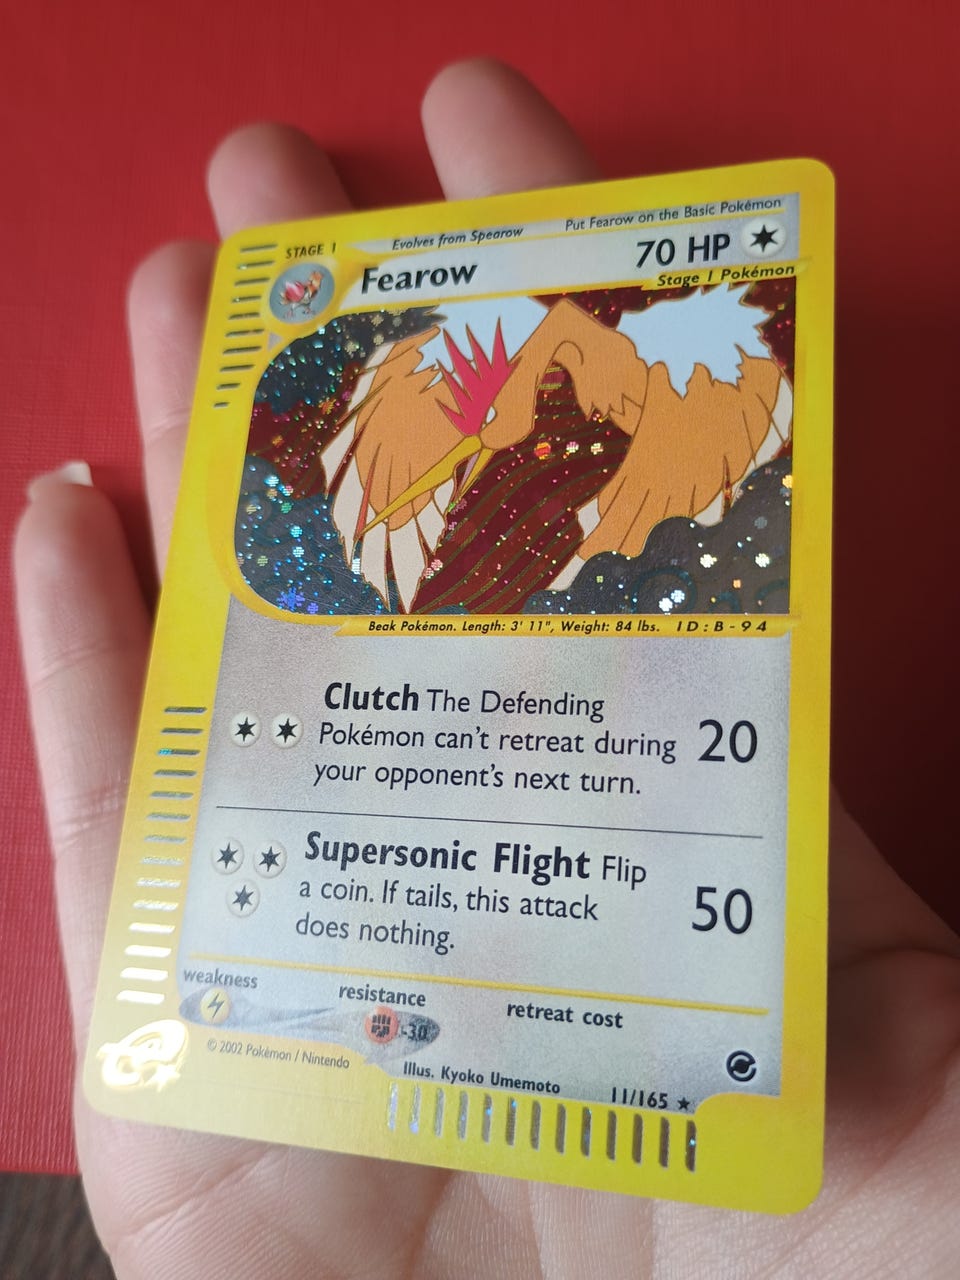 STAGE 1
Evolves from Spearow
Put Fearow on the Basic Pokémon
Fearow
70 HP
Stage 1 Pokémon
Beak Pokémon. Length: 3' 11", Weight: 84 lbs. ID:B-94
Clutch The Defending
Pokémon can't retreat during
your opponent's next turn.
20
Supersonic Flight Flip
a coin. If tails, this attack
does nothing.
50
weakness
resistance
retreat cost
-30
© 2002 Pokémon / Nintendo
Illus. Kyoko Umemoto
11/165 ★
e